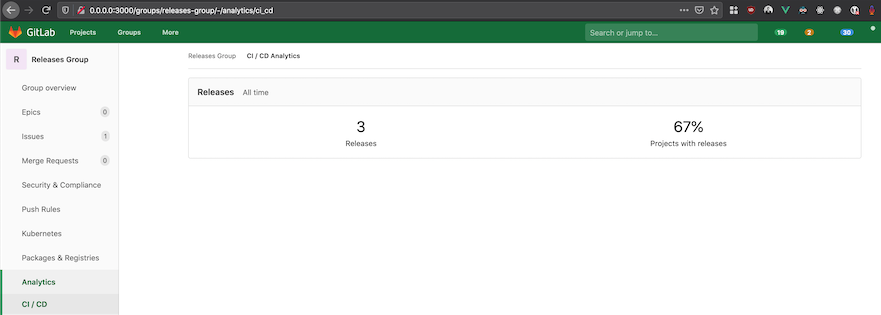 0.0.0.0:3000/groups/releases-group/-/analytics/ci_cd
GitLab Projects Groups More Search or jump to... 19 2 30
R Releases Group
Group overview
Epics 0
Issues 1
Merge Requests 0
Security & Compliance
Push Rules
Kubernetes
Packages & Registries
Analytics
CI / CD
Releases Group CI / CD Analytics
Releases All time
3
Releases
67%
Projects with releases